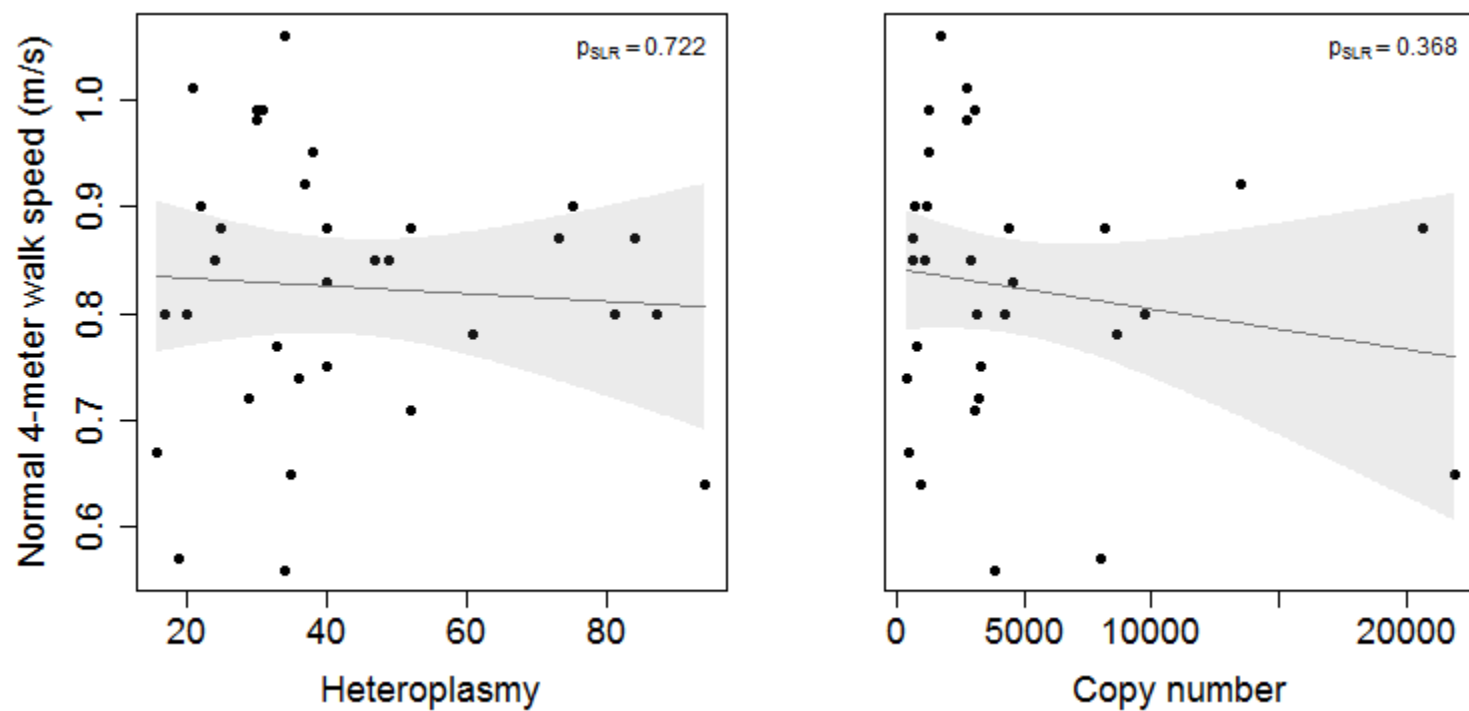 Normal 4-meter walk speed (m/s)
1.0
0.9
0.8
0.7
0.6
pSLR = 0.722
20 40 60 80
Heteroplasmy
pSLR = 0.368
0 5000 10000 20000
Copy number